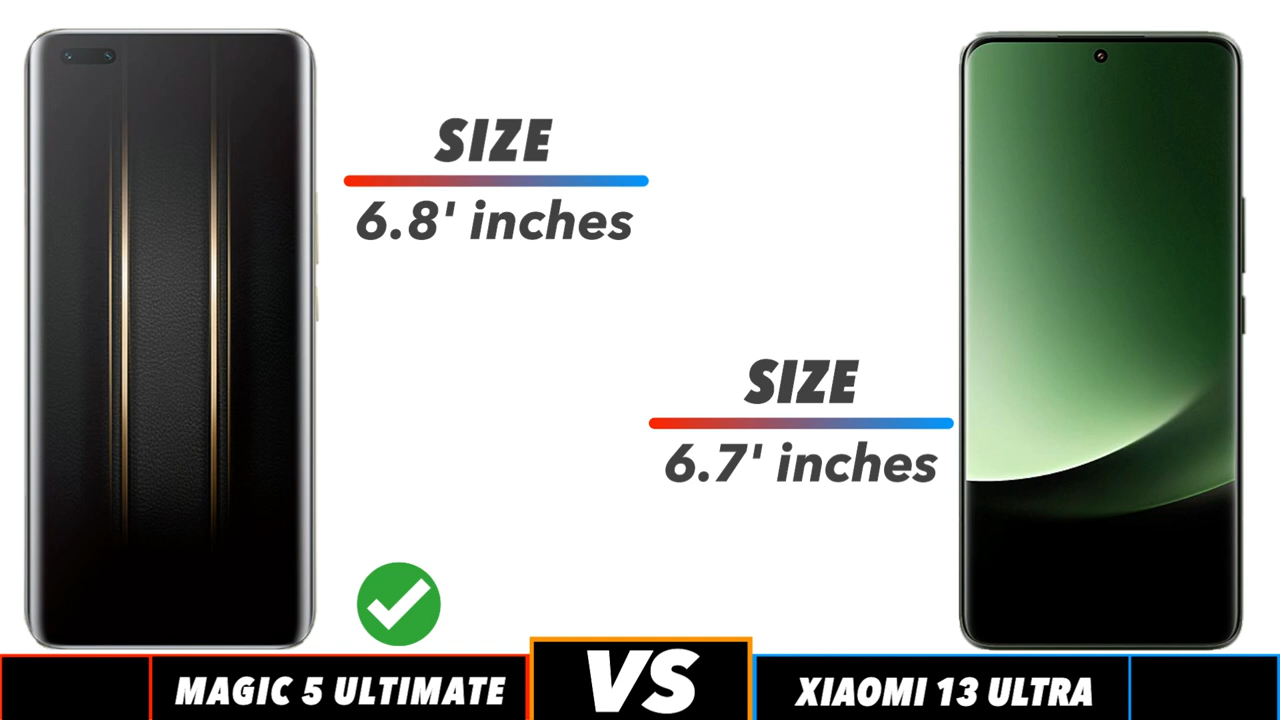 SIZE
6.8' inches
SIZE
6.7' inches
MAGIC 5 ULTIMATE
VS
XIAOMI 13 ULTRA